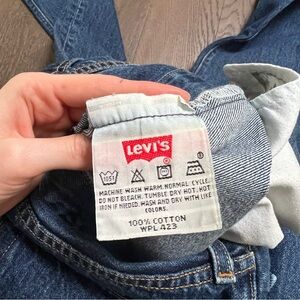 LEVI'S
105F
MACHINE WASH WARM. NORMAL CYCLE.
DO NOT BLEACH. TUMBLE DRY HOT; HOT
IRON IF NEEDED. WASH AND DRY WITH LIKE
COLORS.
100% COTTON
WPL 423